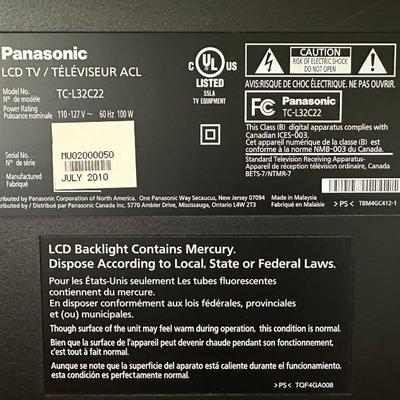 Panasonic
LCD TV / TÉLÉVISEUR ACL
Model No.
Nº de modèle
TC-L32C22
Power Rating
Puissance nominale
110-127 V ~ 60 Hz 100 W
Serial No.
Nº de série
MU02000050
Manufactured
Fabriqué
JULY 2010
c UL US
LISTED
55LA
TV EQUIPMENT
CAUTION
RISK OF ELECTRIC SHOCK
DO NOT OPEN
AVIS: RISQUE DE CHOC ÉLECTRIQUE. NE PAS
FC Panasonic
TC-L32C22
This Class (B) digital apparatus complies with
Canadian ICES-003.
Cet appareil numérique de la classe (B) est
conforme à la norme NMB-003 du Canada.
Standard Television Receiving Apparatus-
Appareil de réception télévision ordinaire, Canada
BETS-7/NTMR-7
tributed by Panasonic Corporation of North America. One Panasonic Way Secaucus, New Jersey 07094
ed by/Distribué par Panasonic Canada Inc. 5770 Ambler Drive, Mississauga, Ontario L4W 2T3
Made in Malaysia
Fabriqué en Malaisie
>PS< TBM4GC412-1
LCD Backlight Contains Mercury.
Dispose According to Local, State or Federal Laws.
Pour les États-Unis seulement Les tubes fluorescentes
contiennent du mercure.
En disposer conformément aux lois fédérales, provinciales
et (ou) municipales.
Though surface of the unit may feel warm during operation, this condition is normal.
Bien que la surface de l'appareil peut devenir chaude pendant son fonctionnement,
c'est tout à fait normal.
Aunque se note que la superficie del aparato está caliente durante el funcionamiento,
esta condición es normal.
>PS< TQF4GA008